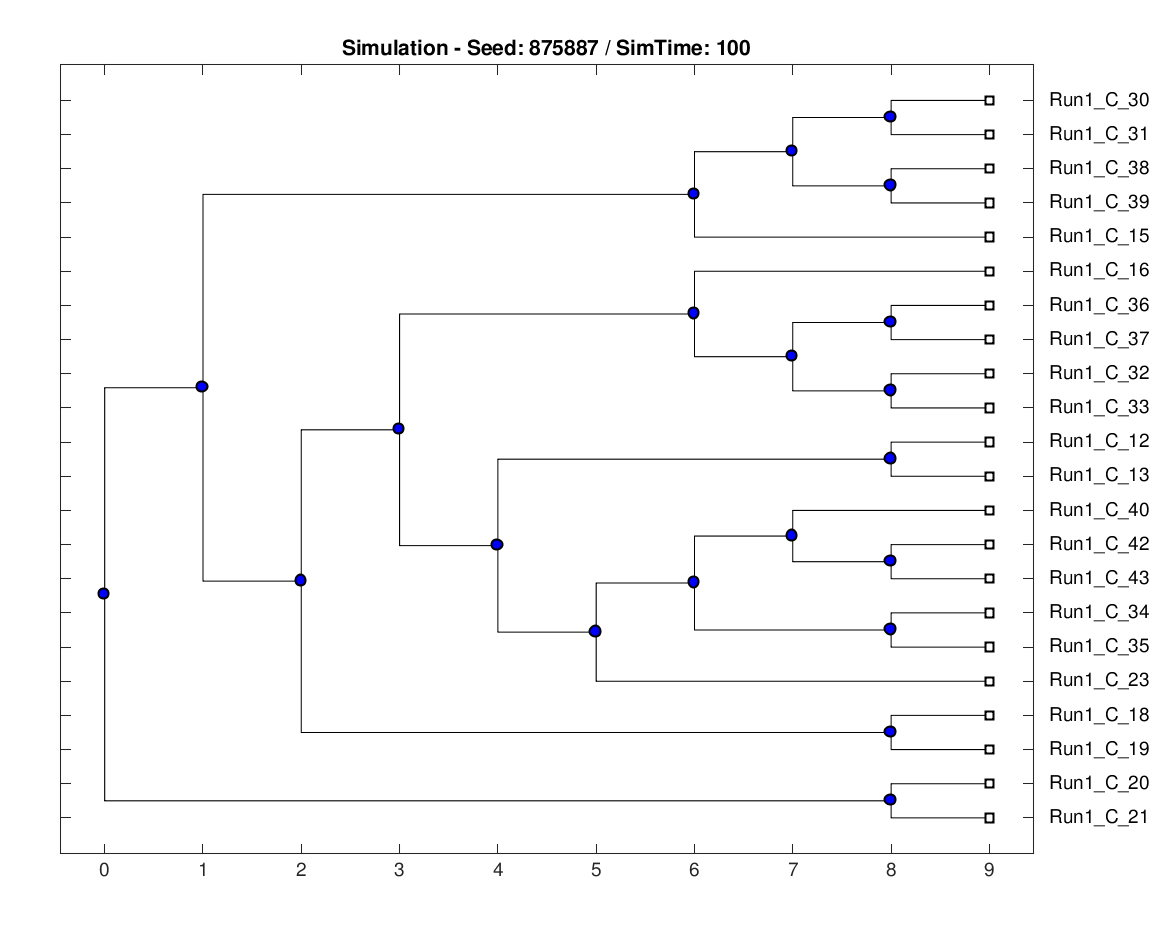 Simulation - Seed: 875887 / SimTime: 100
Run1_C_30
Run1_C_31
Run1_C_38
Run1_C_39
Run1_C_15
Run1_C_16
Run1_C_36
Run1_C_37
Run1_C_32
Run1_C_33
Run1_C_12
Run1_C_13
Run1_C_40
Run1_C_42
Run1_C_43
Run1_C_34
Run1_C_35
Run1_C_23
Run1_C_18
Run1_C_19
Run1_C_20
Run1_C_21
0 1 2 3 4 5 6 7 8 9